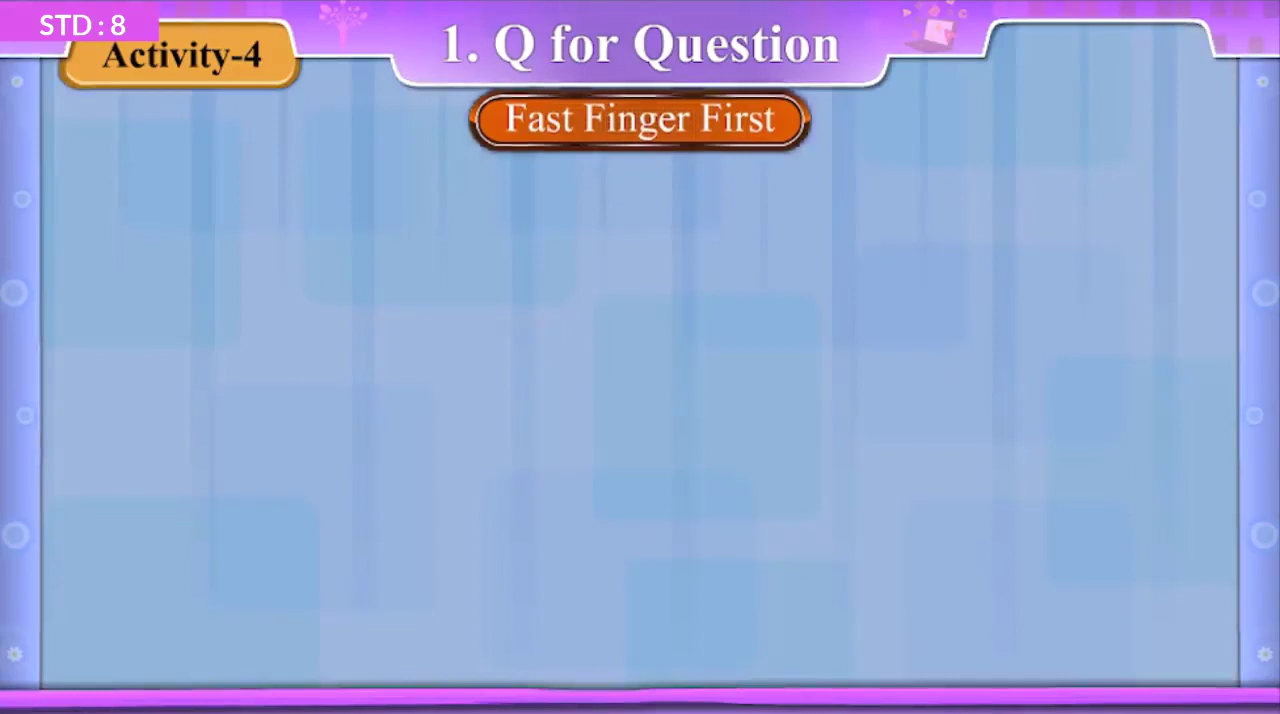 STD : 8
Activity-4
1. Q for Question
Fast Finger First